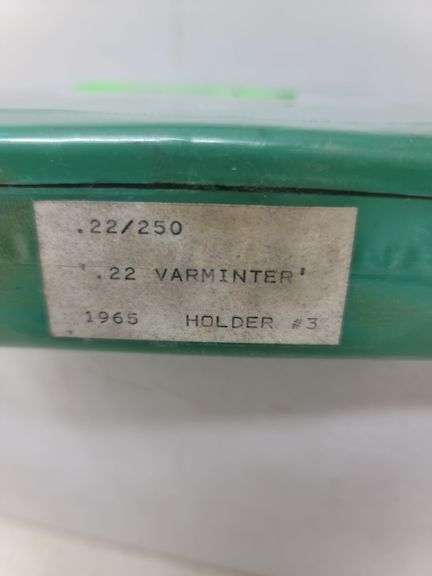 .22/250
'.22 VARMINTER'
1965 HOLDER #3